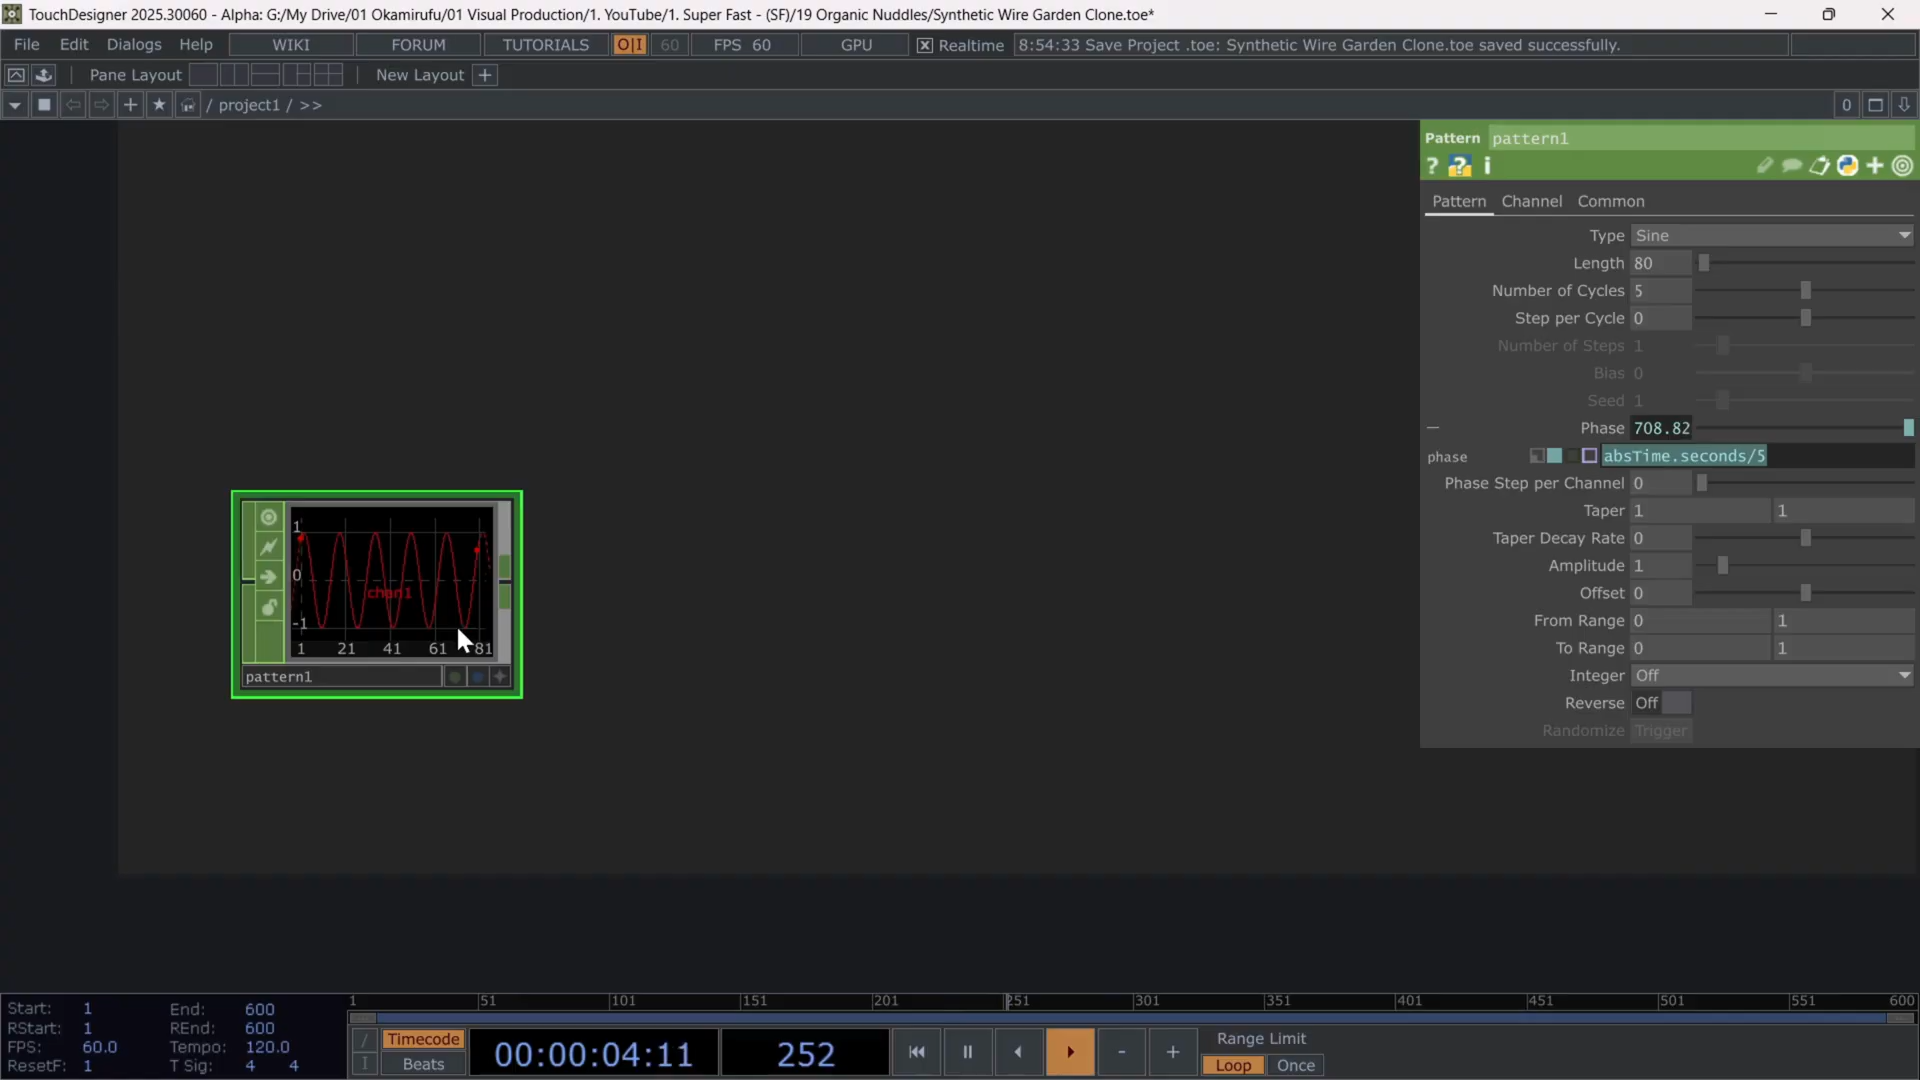 TouchDesigner 2025.30060 - Alpha: G:/My Drive/01 Okamirufu/01 Visual Production/1. YouTube/1. Super Fast - (SF)/19 Organic Nuddles/Synthetic Wire Garden Clone.toe*
File Edit Dialogs Help WIKI FORUM TUTORIALS O|I 60 FPS 60 GPU Realtime 8:54:33 Save Project .toe: Synthetic Wire Garden Clone.toe saved successfully.
Pane Layout New Layout +
/ project1 / >> 0
Pattern pattern1
? ? i
Pattern Channel Common
Type Sine
Length 80
Number of Cycles 5
Step per Cycle 0
Number of Steps 1
Bias 0
Seed 1
Phase 708.82
phase absTime.seconds/5
Phase Step per Channel 0
Taper 1 1
Taper Decay Rate 0
Amplitude 1
Offset 0
From Range 0 1
To Range 0 1
Integer Off
Reverse Off
Randomize Trigger
1
0
chan1
-1
1 21 41 61 81
pattern1
1 51 101 151 201 251 301 351 401 451 501 551 600
Start: 1 End: 600
RStart: 1 REnd: 600
FPS: 60.0 Tempo: 120.0
ResetF: 1 T Sig: 4 4
/ Timecode
I Beats
00:00:04:11 252
- +
Range Limit
Loop Once